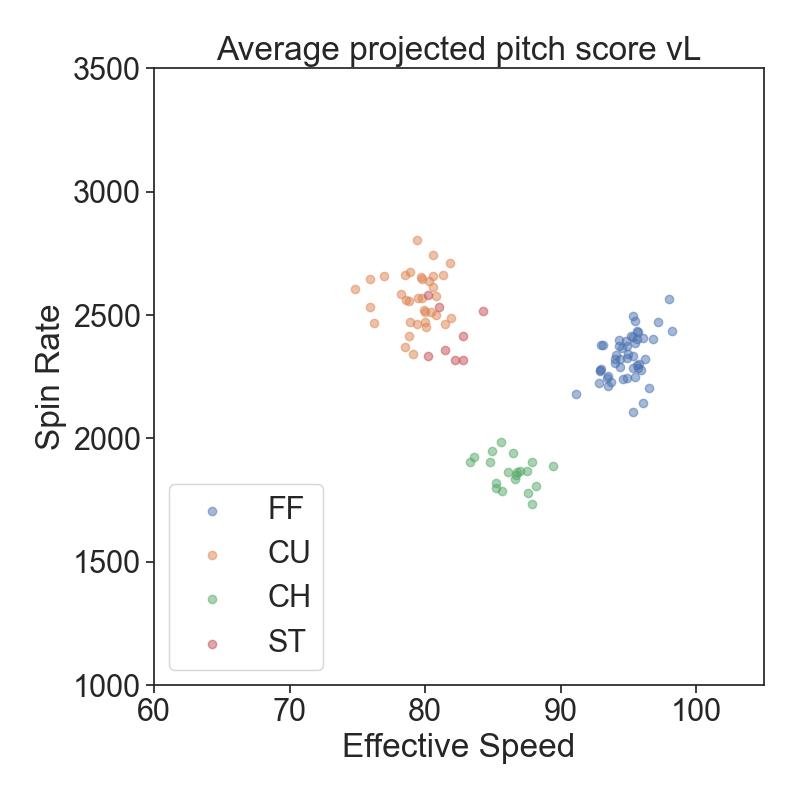 Average projected pitch score vL
3500
3000
2500
2000
1500
1000
Spin Rate
FF
CU
CH
ST
60 70 80 90 100
Effective Speed